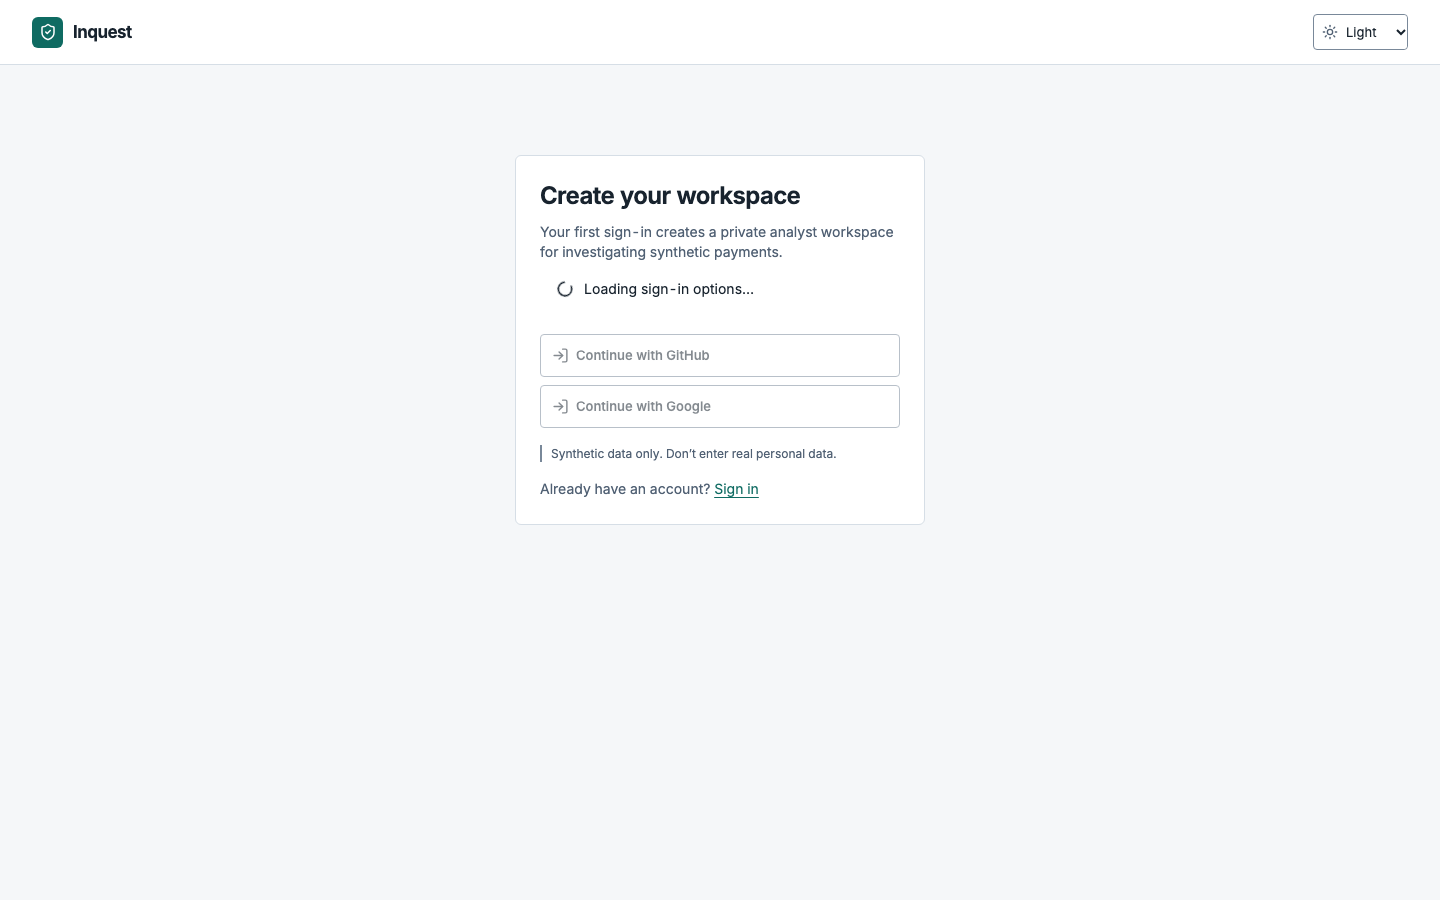 Inquest
Light
Create your workspace
Your first sign-in creates a private analyst workspace
for investigating synthetic payments.
Loading sign-in options...
Continue with GitHub
Continue with Google
Synthetic data only. Don’t enter real personal data.
Already have an account? Sign in